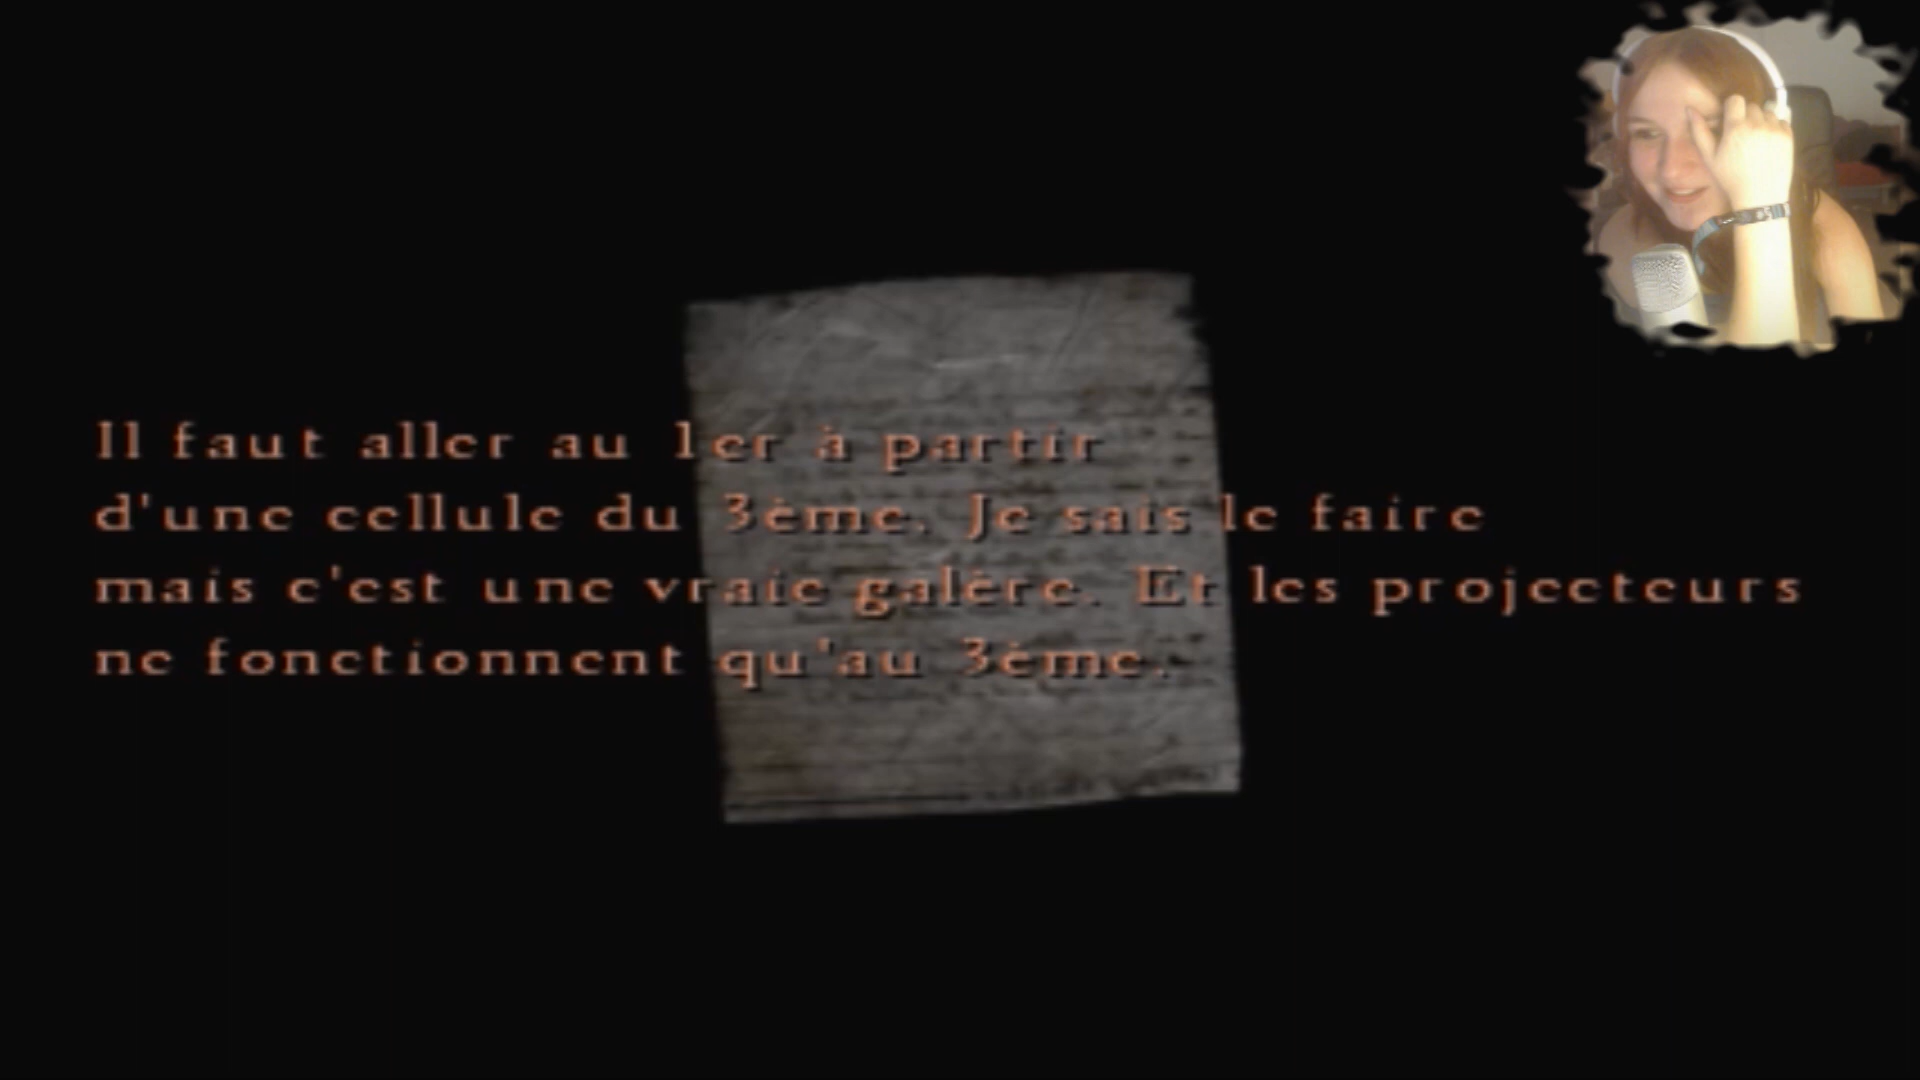 Il faut aller au 1er à partir
d'une cellule du 3ème. Je sais le faire
mais c'est une vraie galère. Et les projecteurs
ne fonctionnent qu'au 3ème.